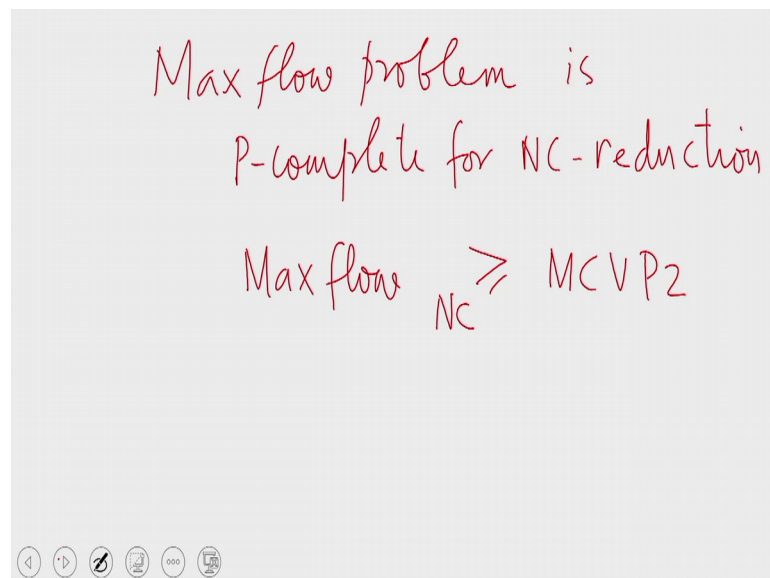 Max flow problem is
P-complete for NC-reduction
Max flow NC ≥ MCVP2